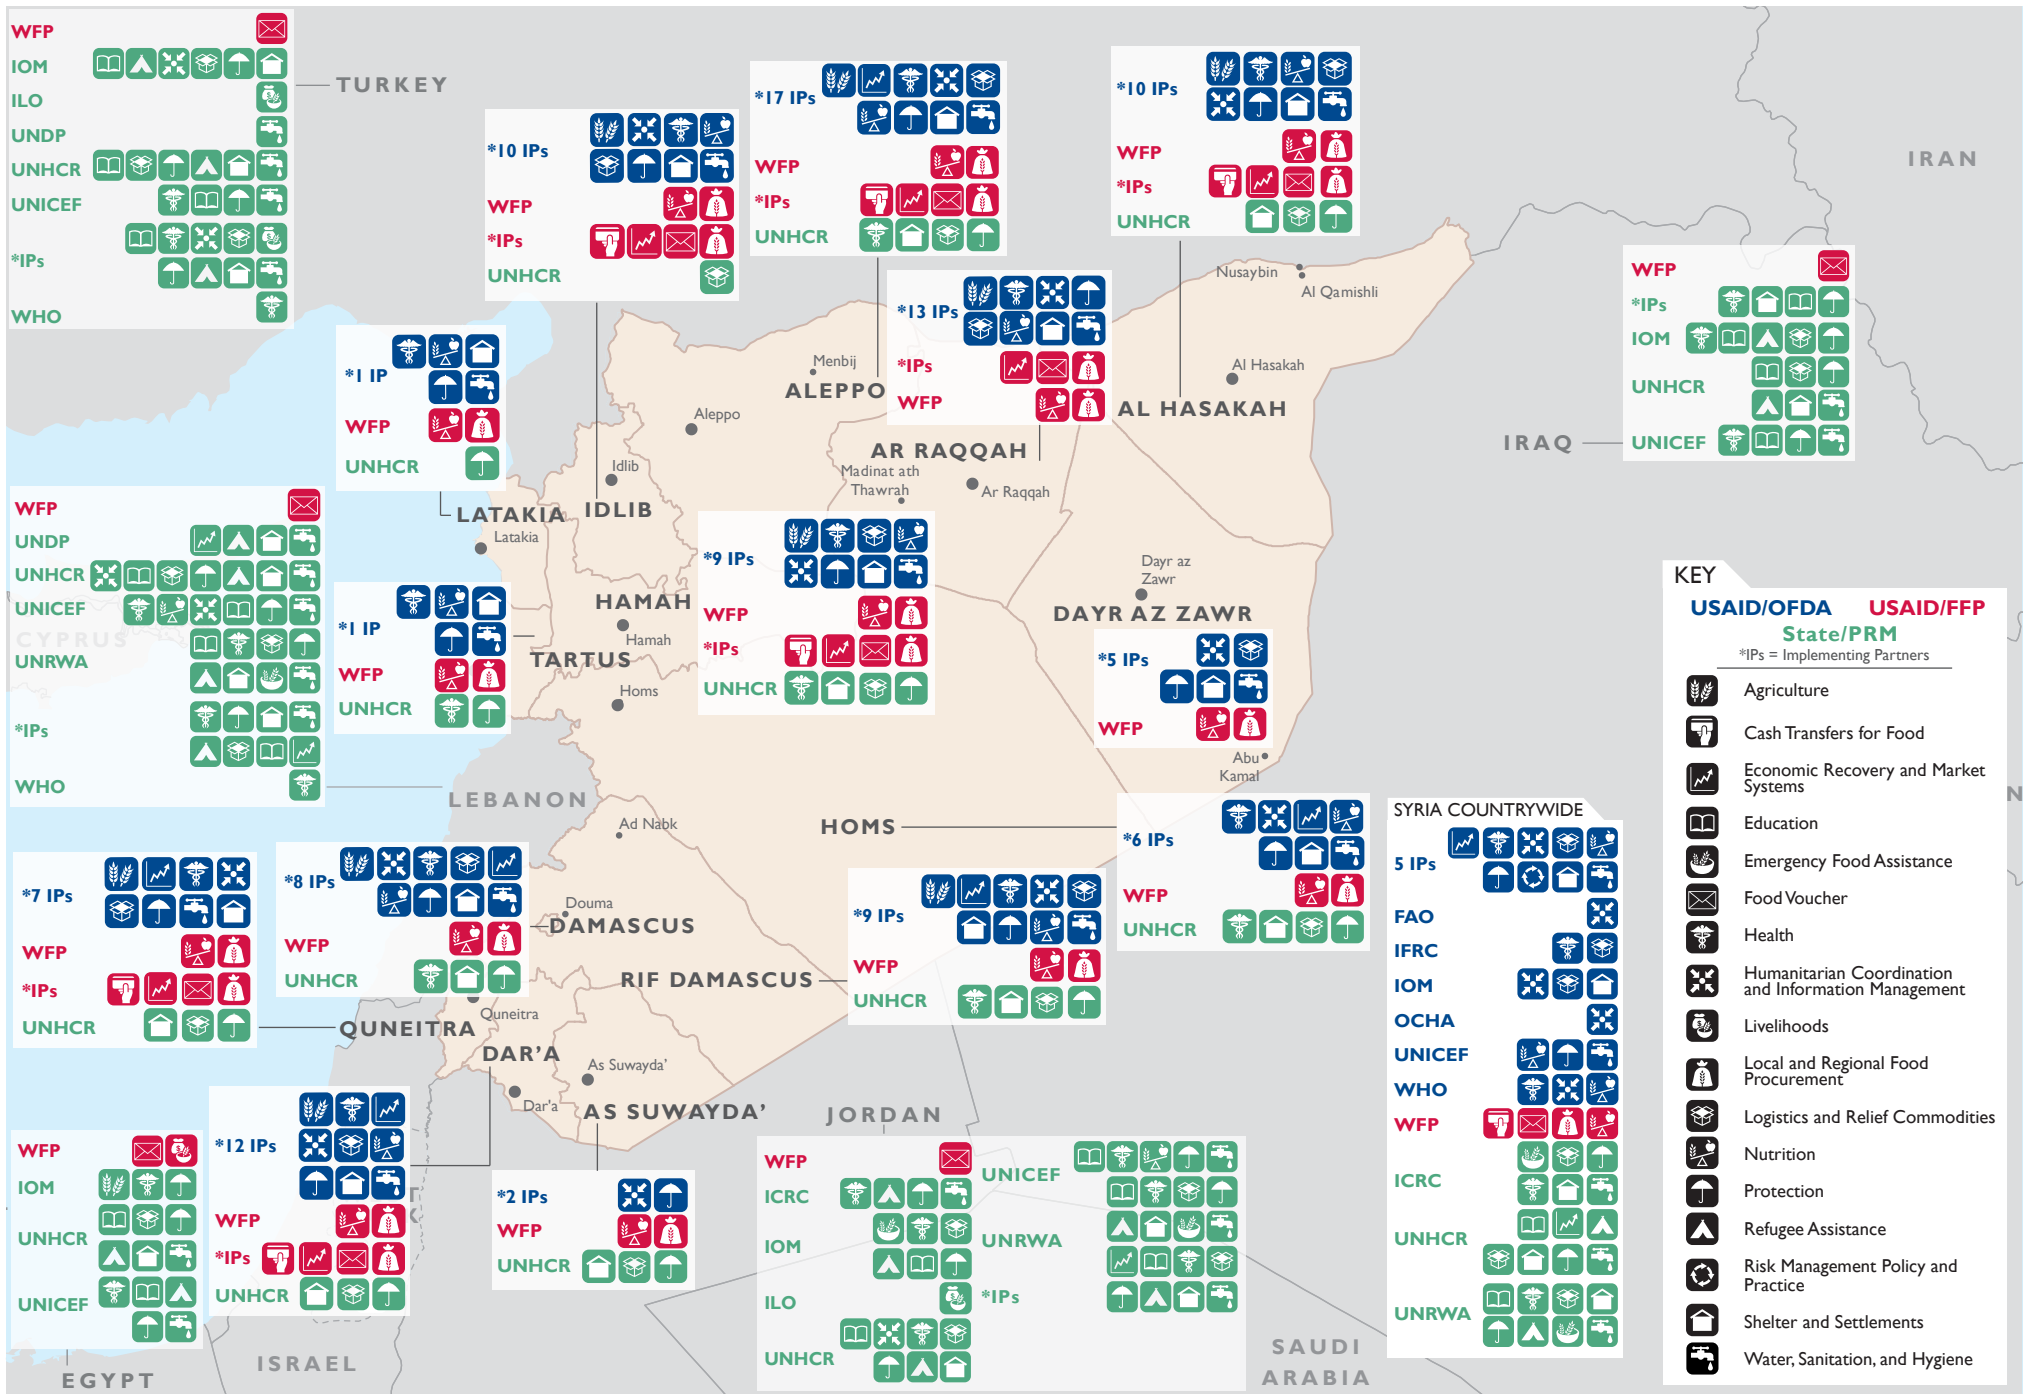 WFP
IOM
ILO
UNDP
UNHCR
UNICEF
*IPs
WHO
TURKEY
*10 IPs
WFP
*IPs
UNHCR
*17 IPs
WFP
*IPs
UNHCR
*10 IPs
WFP
*IPs
UNHCR
IRAN
Nusaybin
Al Qamishli
*13 IPs
*IPs
WFP
WFP
*IPs
IOM
UNHCR
UNICEF
IRAQ
*1 IP
WFP
UNHCR
Menbij
ALEPPO
Aleppo
Al Hasakah
AL HASAKAH
AR RAQQAH
Madinat ath
Thawrah
Ar Raqqah
Idlib
IDLIB
LATAKIA
Latakia
WFP
UNDP
UNHCR
UNICEF
CYPRUS
UNRWA
*IPs
WHO
LEBANON
*1 IP
WFP
UNHCR
HAMAH
Hamah
TARTUS
Homs
*9 IPs
WFP
*IPs
UNHCR
Dayr az
Zawr
DAYR AZ ZAWR
*5 IPs
WFP
Abu
Kamal
KEY
USAID/OFDA
USAID/FFP
State/PRM
*IPs = Implementing Partners
Agriculture
Cash Transfers for Food
Economic Recovery and Market
Systems
Education
Emergency Food Assistance
Food Voucher
Health
Humanitarian Coordination
and Information Management
Livelihoods
Local and Regional Food
Procurement
Logistics and Relief Commodities
Nutrition
Protection
Refugee Assistance
Risk Management Policy and
Practice
Shelter and Settlements
Water, Sanitation, and Hygiene
Ad Nabk
HOMS
*6 IPs
WFP
UNHCR
SYRIA COUNTRYWIDE
5 IPs
FAO
IFRC
IOM
OCHA
UNICEF
WHO
WFP
ICRC
UNHCR
UNRWA
*7 IPs
WFP
*IPs
UNHCR
*8 IPs
WFP
UNHCR
Douma
DAMASCUS
RIF DAMASCUS
*9 IPs
WFP
UNHCR
QUNEITRA
Quneitra
DAR'A
Dar'a
As Suwayda'
AS SUWAYDA'
JORDAN
WFP
IOM
UNHCR
UNICEF
EGYPT
*12 IPs
WFP
*IPs
UNHCR
ISRAEL
*2 IPs
WFP
UNHCR
WFP
ICRC
IOM
ILO
UNHCR
UNICEF
UNRWA
*IPs
SAUDI
ARABIA